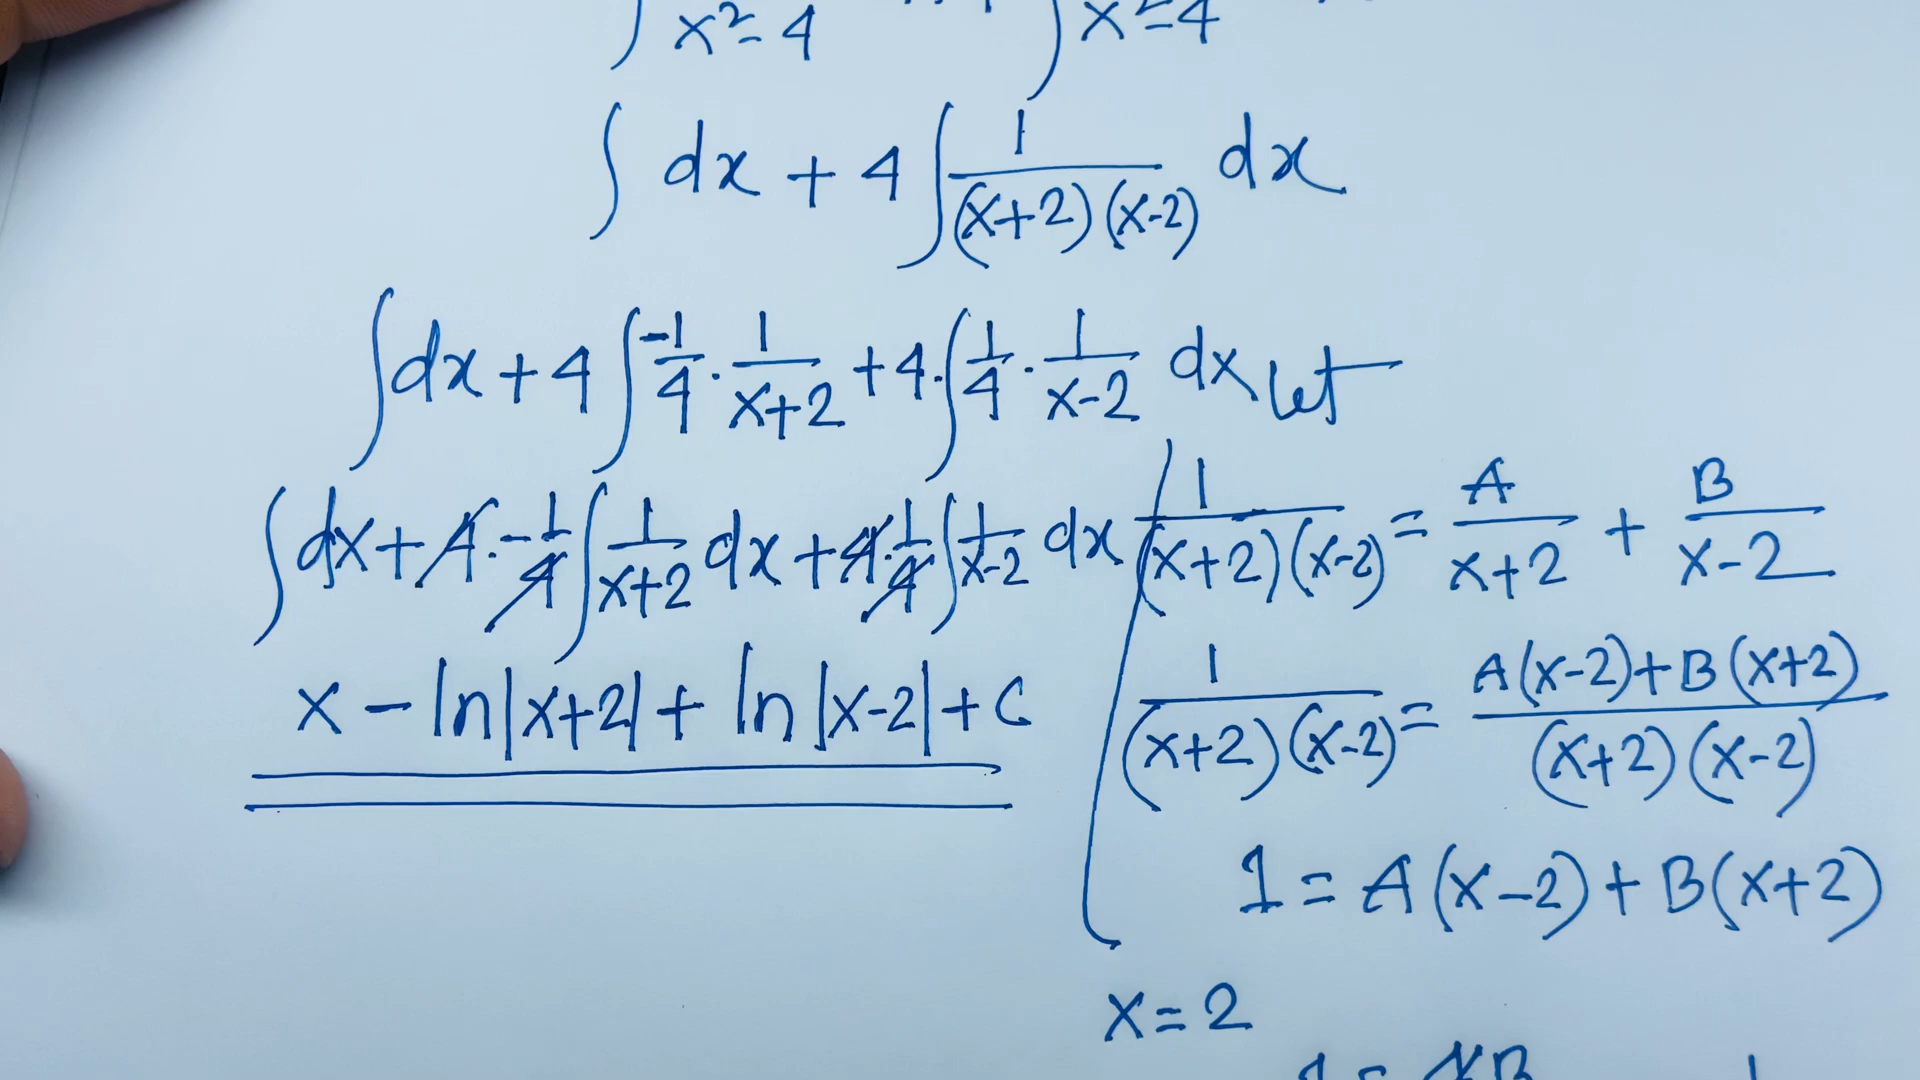 ∫ x²-4 ∫ x²-4
∫ dx + 4 ∫ 1/((x+2)(x-2)) dx
∫ dx + 4 ∫ -1/4 · 1/(x+2) + 4·∫ 1/4 · 1/(x-2) dx let
∫ dx + 4·-1/4 ∫ 1/(x+2) dx + 4·1/4 ∫ 1/(x-2) dx
x - ln|x+2| + ln|x-2| + c
1/((x+2)(x-2)) = A/(x+2) + B/(x-2)
1/((x+2)(x-2)) = (A(x-2)+B(x+2))/((x+2)(x-2))
1 = A(x-2) + B(x+2)
x=2